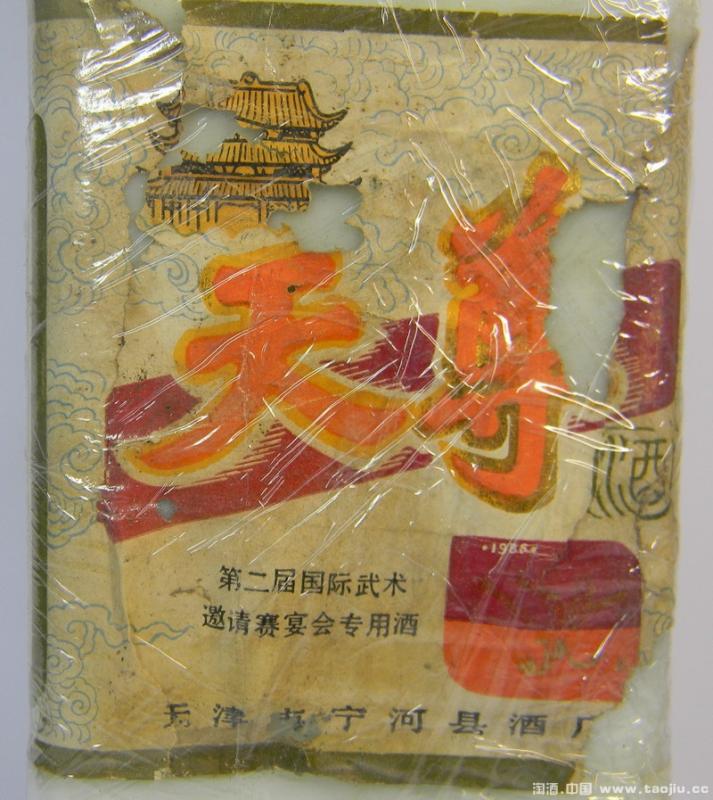 天尊
酒
·1986·
第二届国际武术
邀请赛宴会专用酒
天津市宁河县酒厂
淘酒.中国 www.taojiu.cc